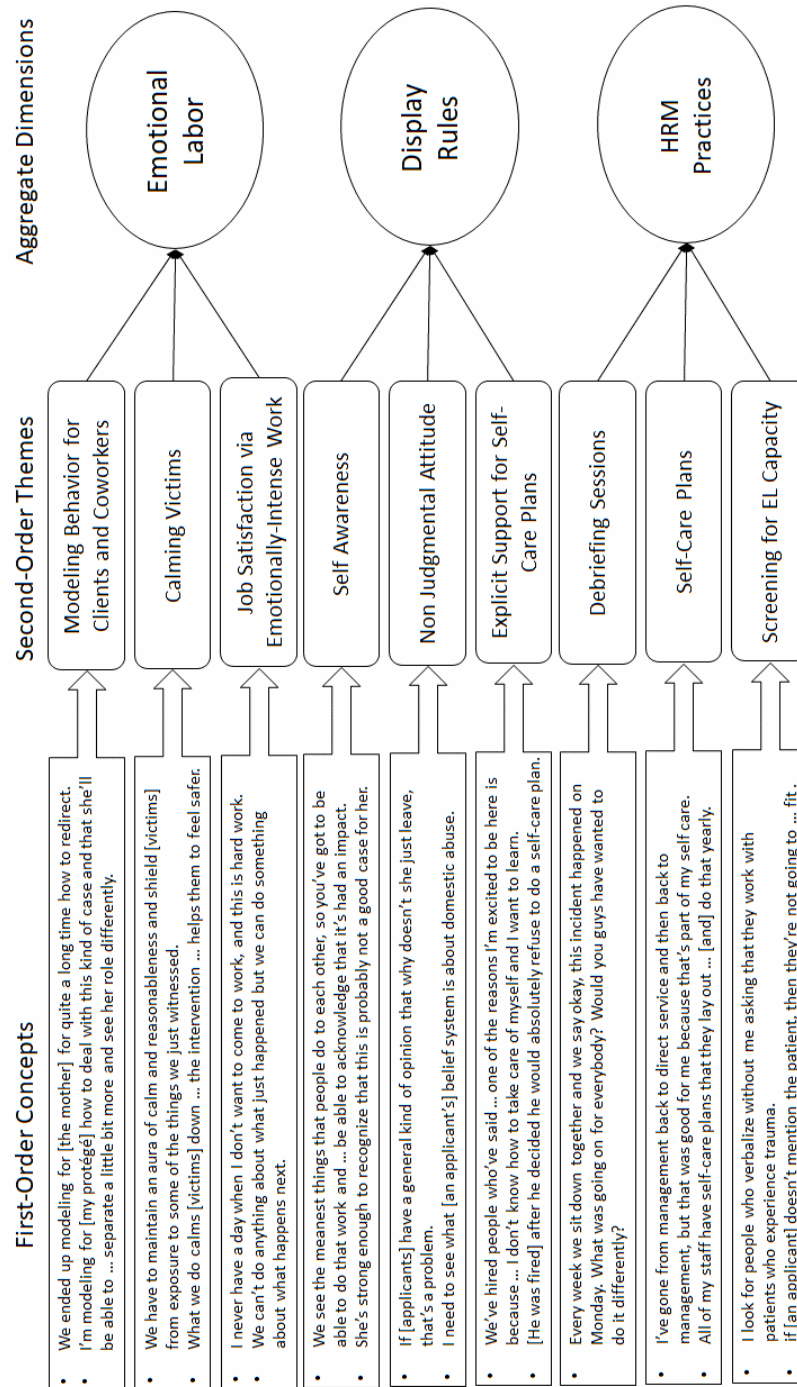 First-Order Concepts
Second-Order Themes
Aggregate Dimensions
• We ended up modeling for [the mother] for quite a long time how to redirect.
• I'm modeling for [my protégé] how to deal with this kind of case and that she'll
be able to ... separate a little bit more and see her role differently.
Modeling Behavior for
Clients and Coworkers
• We have to maintain an aura of calm and reasonableness and shield [victims]
from exposure to some of the things we just witnessed.
• What we do calms [victims] down ... the intervention ... helps them to feel safer.
Calming Victims
• I never have a day when I don't want to come to work, and this is hard work.
• We can't do anything about what just happened but we can do something
about what happens next.
Job Satisfaction via
Emotionally-Intense Work
Emotional
Labor
• We see the meanest things that people do to each other, so you've got to be
able to do that work and ... be able to acknowledge that it's had an impact.
• She's strong enough to recognize that this is probably not a good case for her.
Self Awareness
• If [applicants] have a general kind of opinion that why doesn't she just leave,
that's a problem.
• I need to see what [an applicant's] belief system is about domestic abuse.
Non Judgmental Attitude
• We've hired people who've said ... one of the reasons I'm excited to be here is
because ... I don't know how to take care of myself and I want to learn.
• [He was fired] after he decided he would absolutely refuse to do a self-care plan.
Explicit Support for Self-
Care Plans
Display
Rules
• Every week we sit down together and we say okay, this incident happened on
Monday. What was going on for everybody? Would you guys have wanted to
do it differently?
Debriefing Sessions
• I've gone from management back to direct service and then back to
management, but that was good for me because that's part of my self care.
• All of my staff have self-care plans that they lay out ... [and] do that yearly.
Self-Care Plans
• I look for people who verbalize without me asking that they work with
patients who experience trauma.
• if [an applicant] doesn't mention the patient, then they're not going to ... fit .
Screening for EL Capacity
HRM
Practices